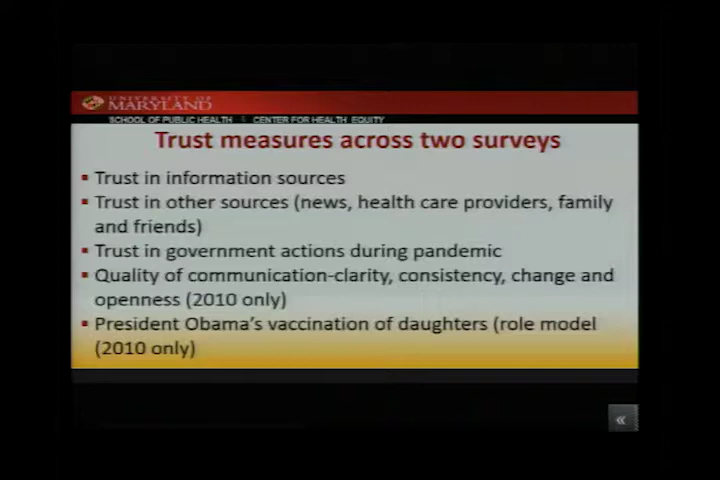 UNIVERSITY OF
MARYLAND
SCHOOL OF PUBLIC HEALTH & CENTER FOR HEALTH EQUITY
Trust measures across two surveys
▪ Trust in information sources
▪ Trust in other sources (news, health care providers, family
and friends)
▪ Trust in government actions during pandemic
▪ Quality of communication-clarity, consistency, change and
openness (2010 only)
▪ President Obama's vaccination of daughters (role model
(2010 only)
«